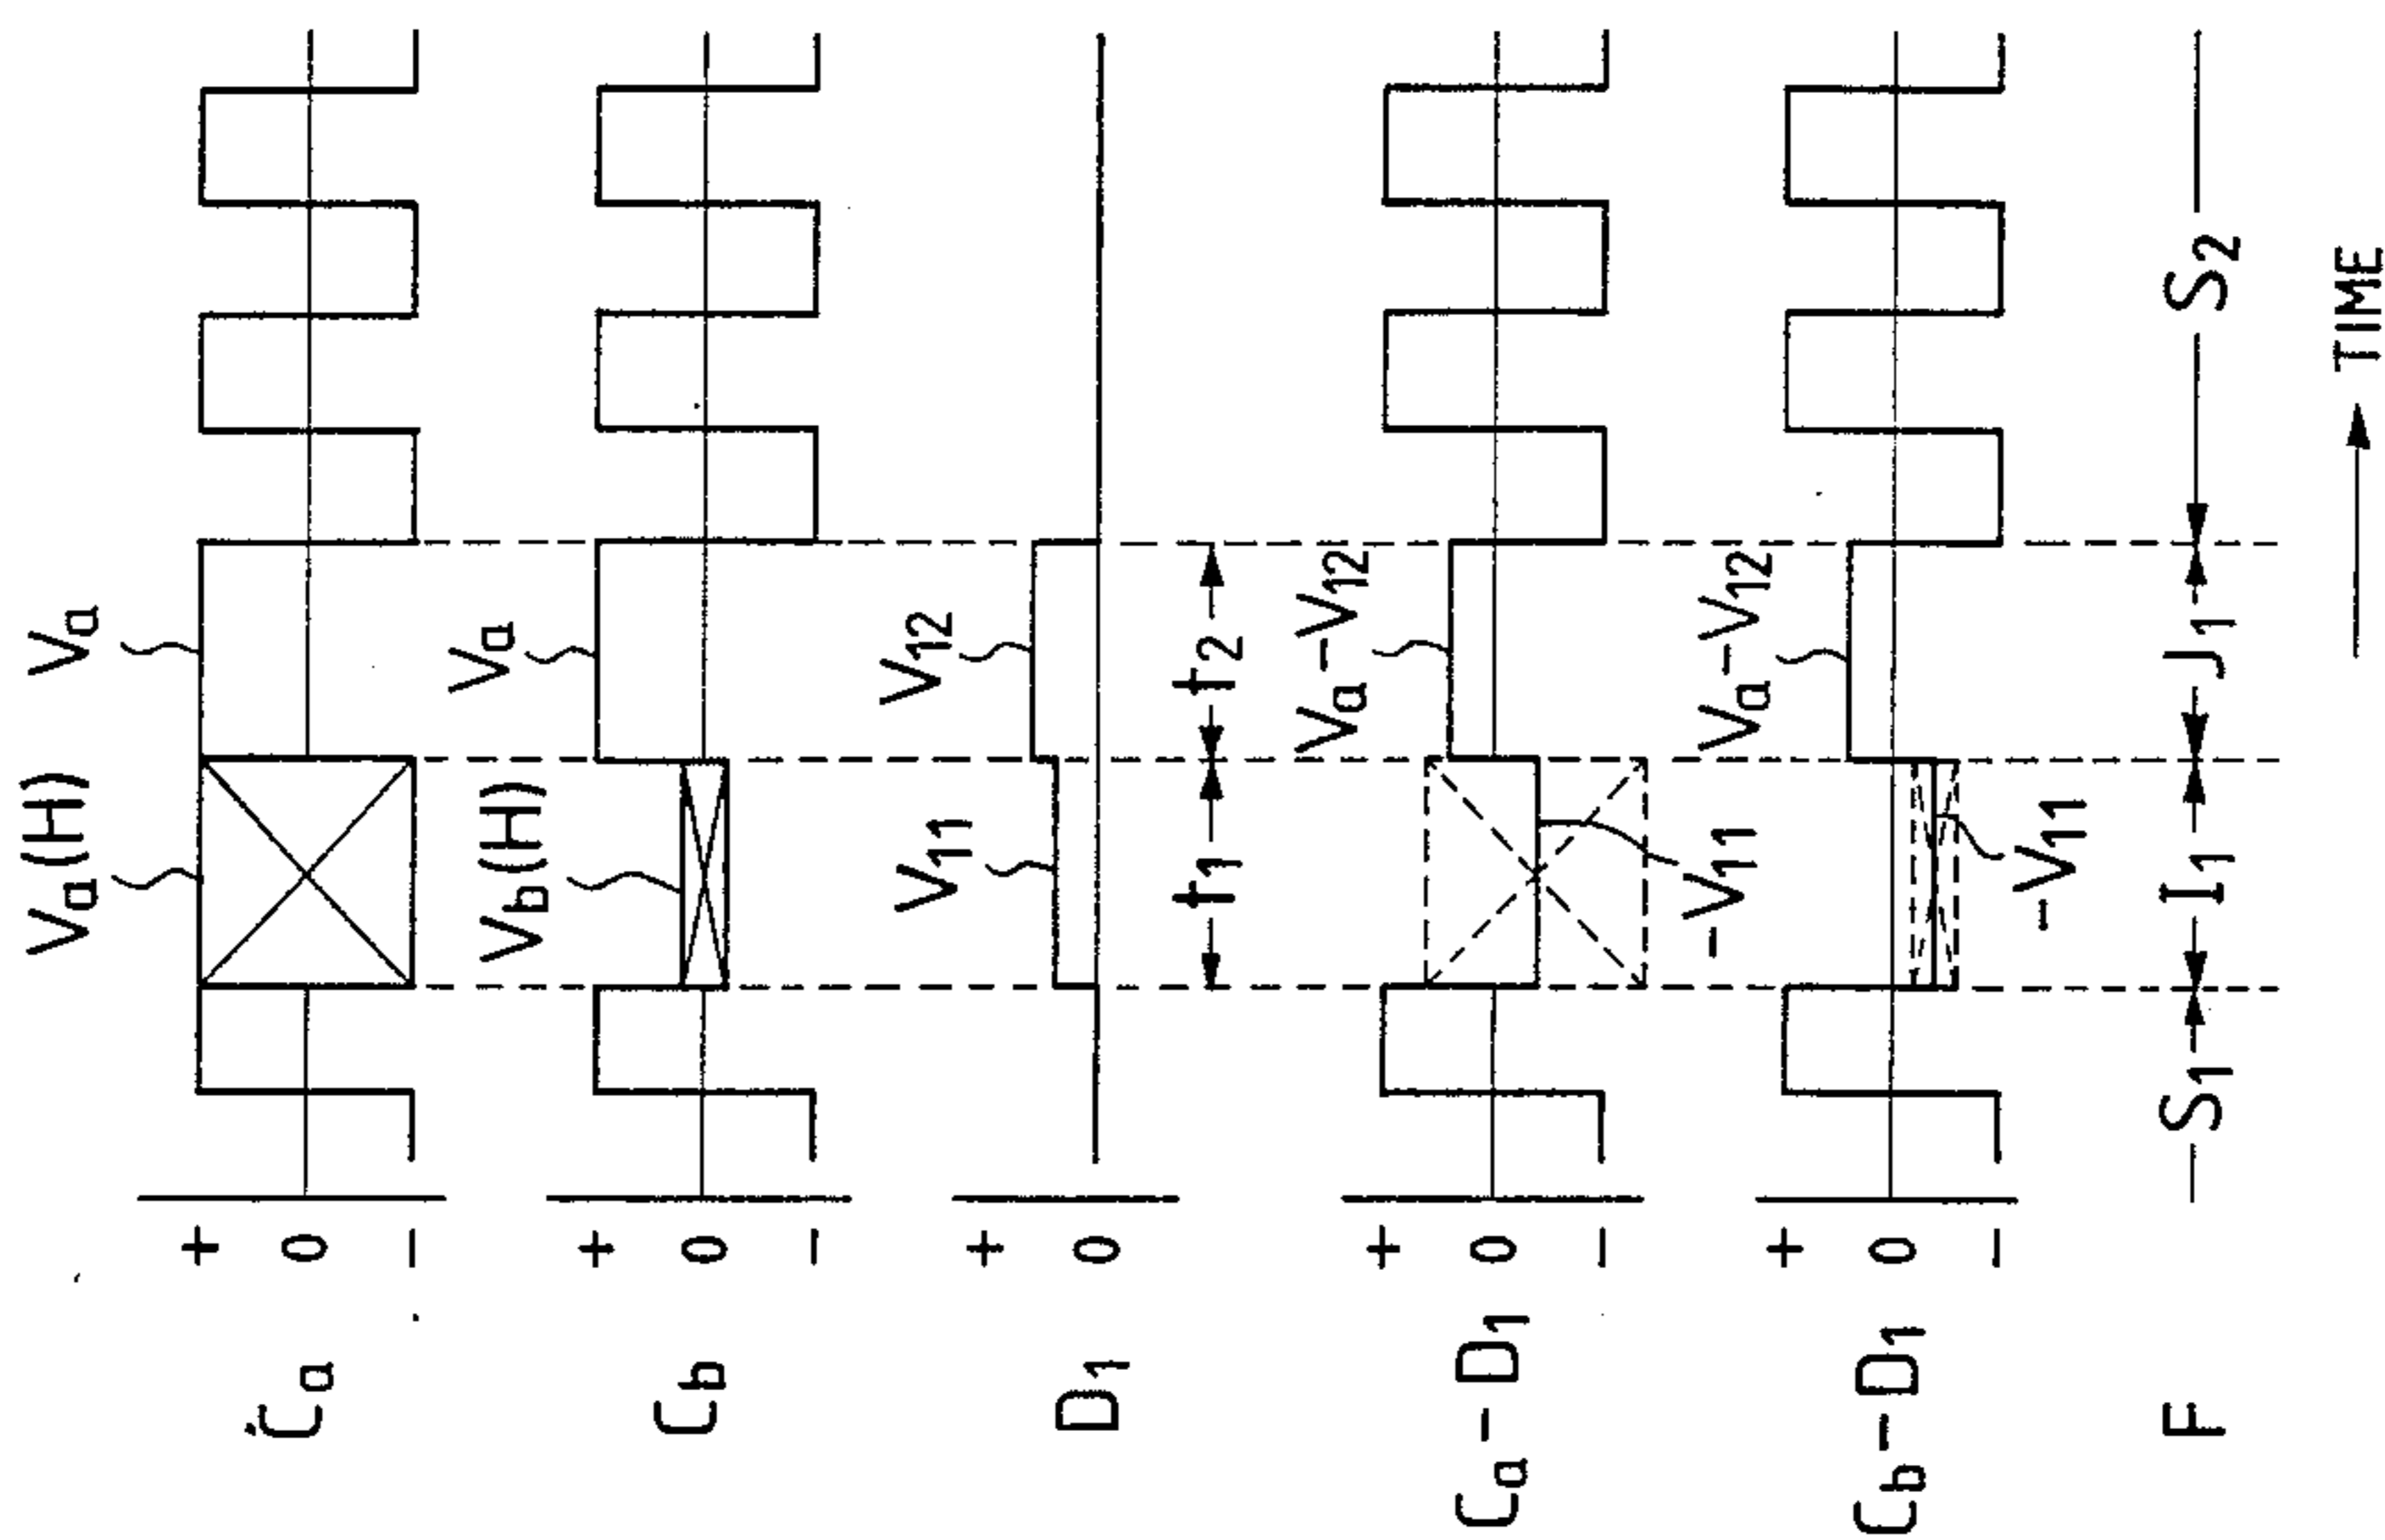 Va(H) Va
+
Ca 0
−
Vb(H) Va
+
Cb 0
−
V11 V12
+
D1 0
t1 t2
Va−V12
+
Ca−D1 0
−
−V11
Va−V12
+
Cb−D1 0
−
−V11
F S1 I1 J1 S2
TIME